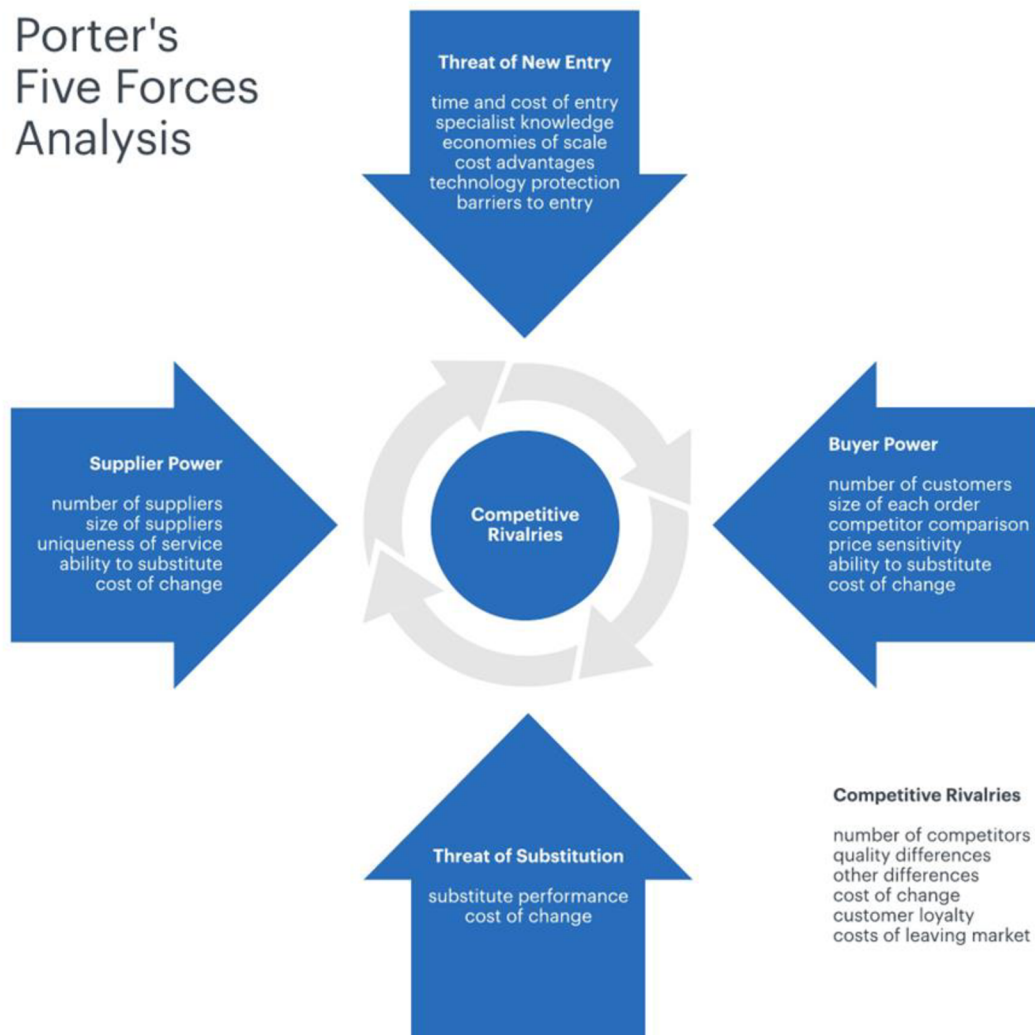 Porter's
Five Forces
Analysis
Threat of New Entry
time and cost of entry
specialist knowledge
economies of scale
cost advantages
technology protection
barriers to entry
Supplier Power
number of suppliers
size of suppliers
uniqueness of service
ability to substitute
cost of change
Competitive
Rivalries
Buyer Power
number of customers
size of each order
competitor comparison
price sensitivity
ability to substitute
cost of change
Threat of Substitution
substitute performance
cost of change
Competitive Rivalries
number of competitors
quality differences
other differences
cost of change
customer loyalty
costs of leaving market